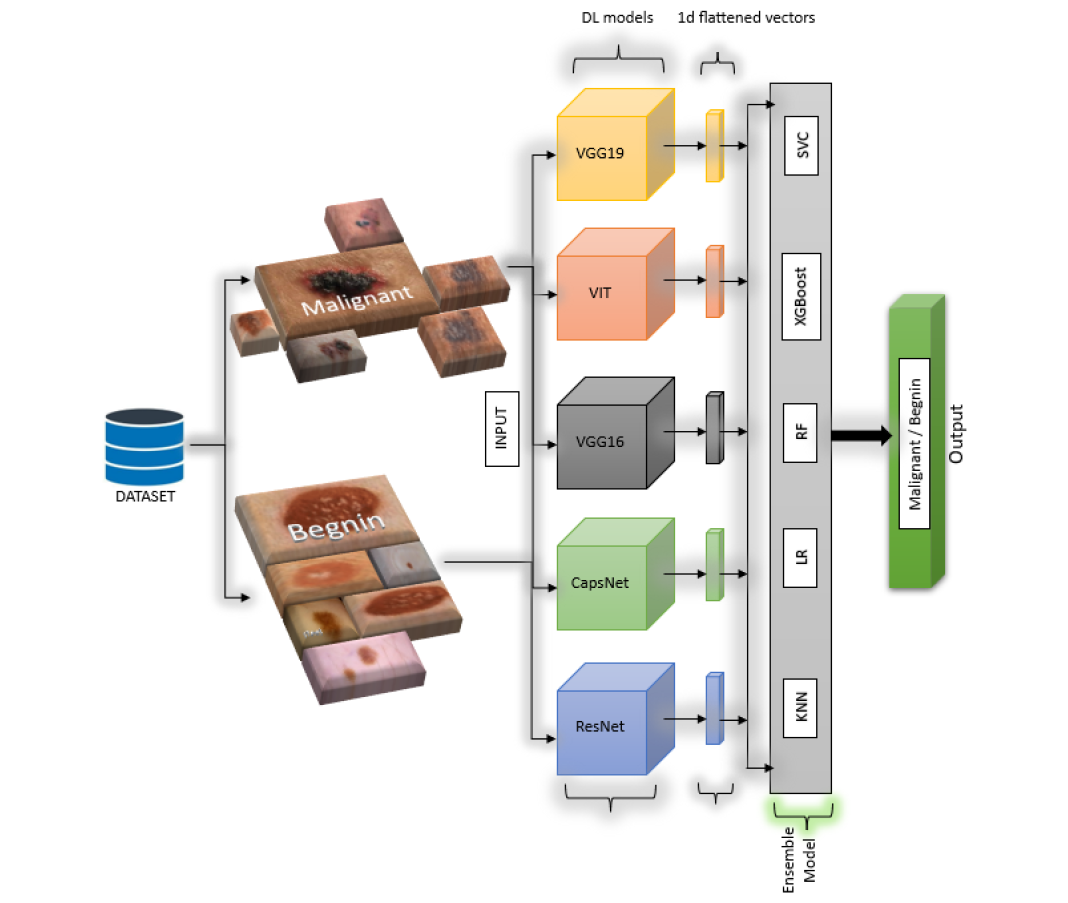 DL models
1d flattened vectors
VGG19
SVC
Malignant
VIT
XGBoost
INPUT
VGG16
RF
Malignant / Begnin
Output
DATASET
Begnin
CapsNet
LR
ResNet
KNN
Ensemble
Model